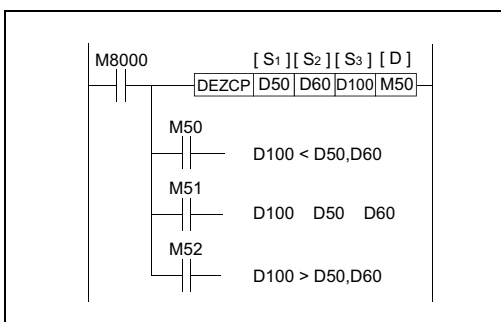 M8000 [ S1 ] [ S2 ] [ S3 ] [ D ]
DEZCP D50 D60 D100 M50
M50
D100 < D50,D60
M51
D100 D50 D60
M52
D100 > D50,D60